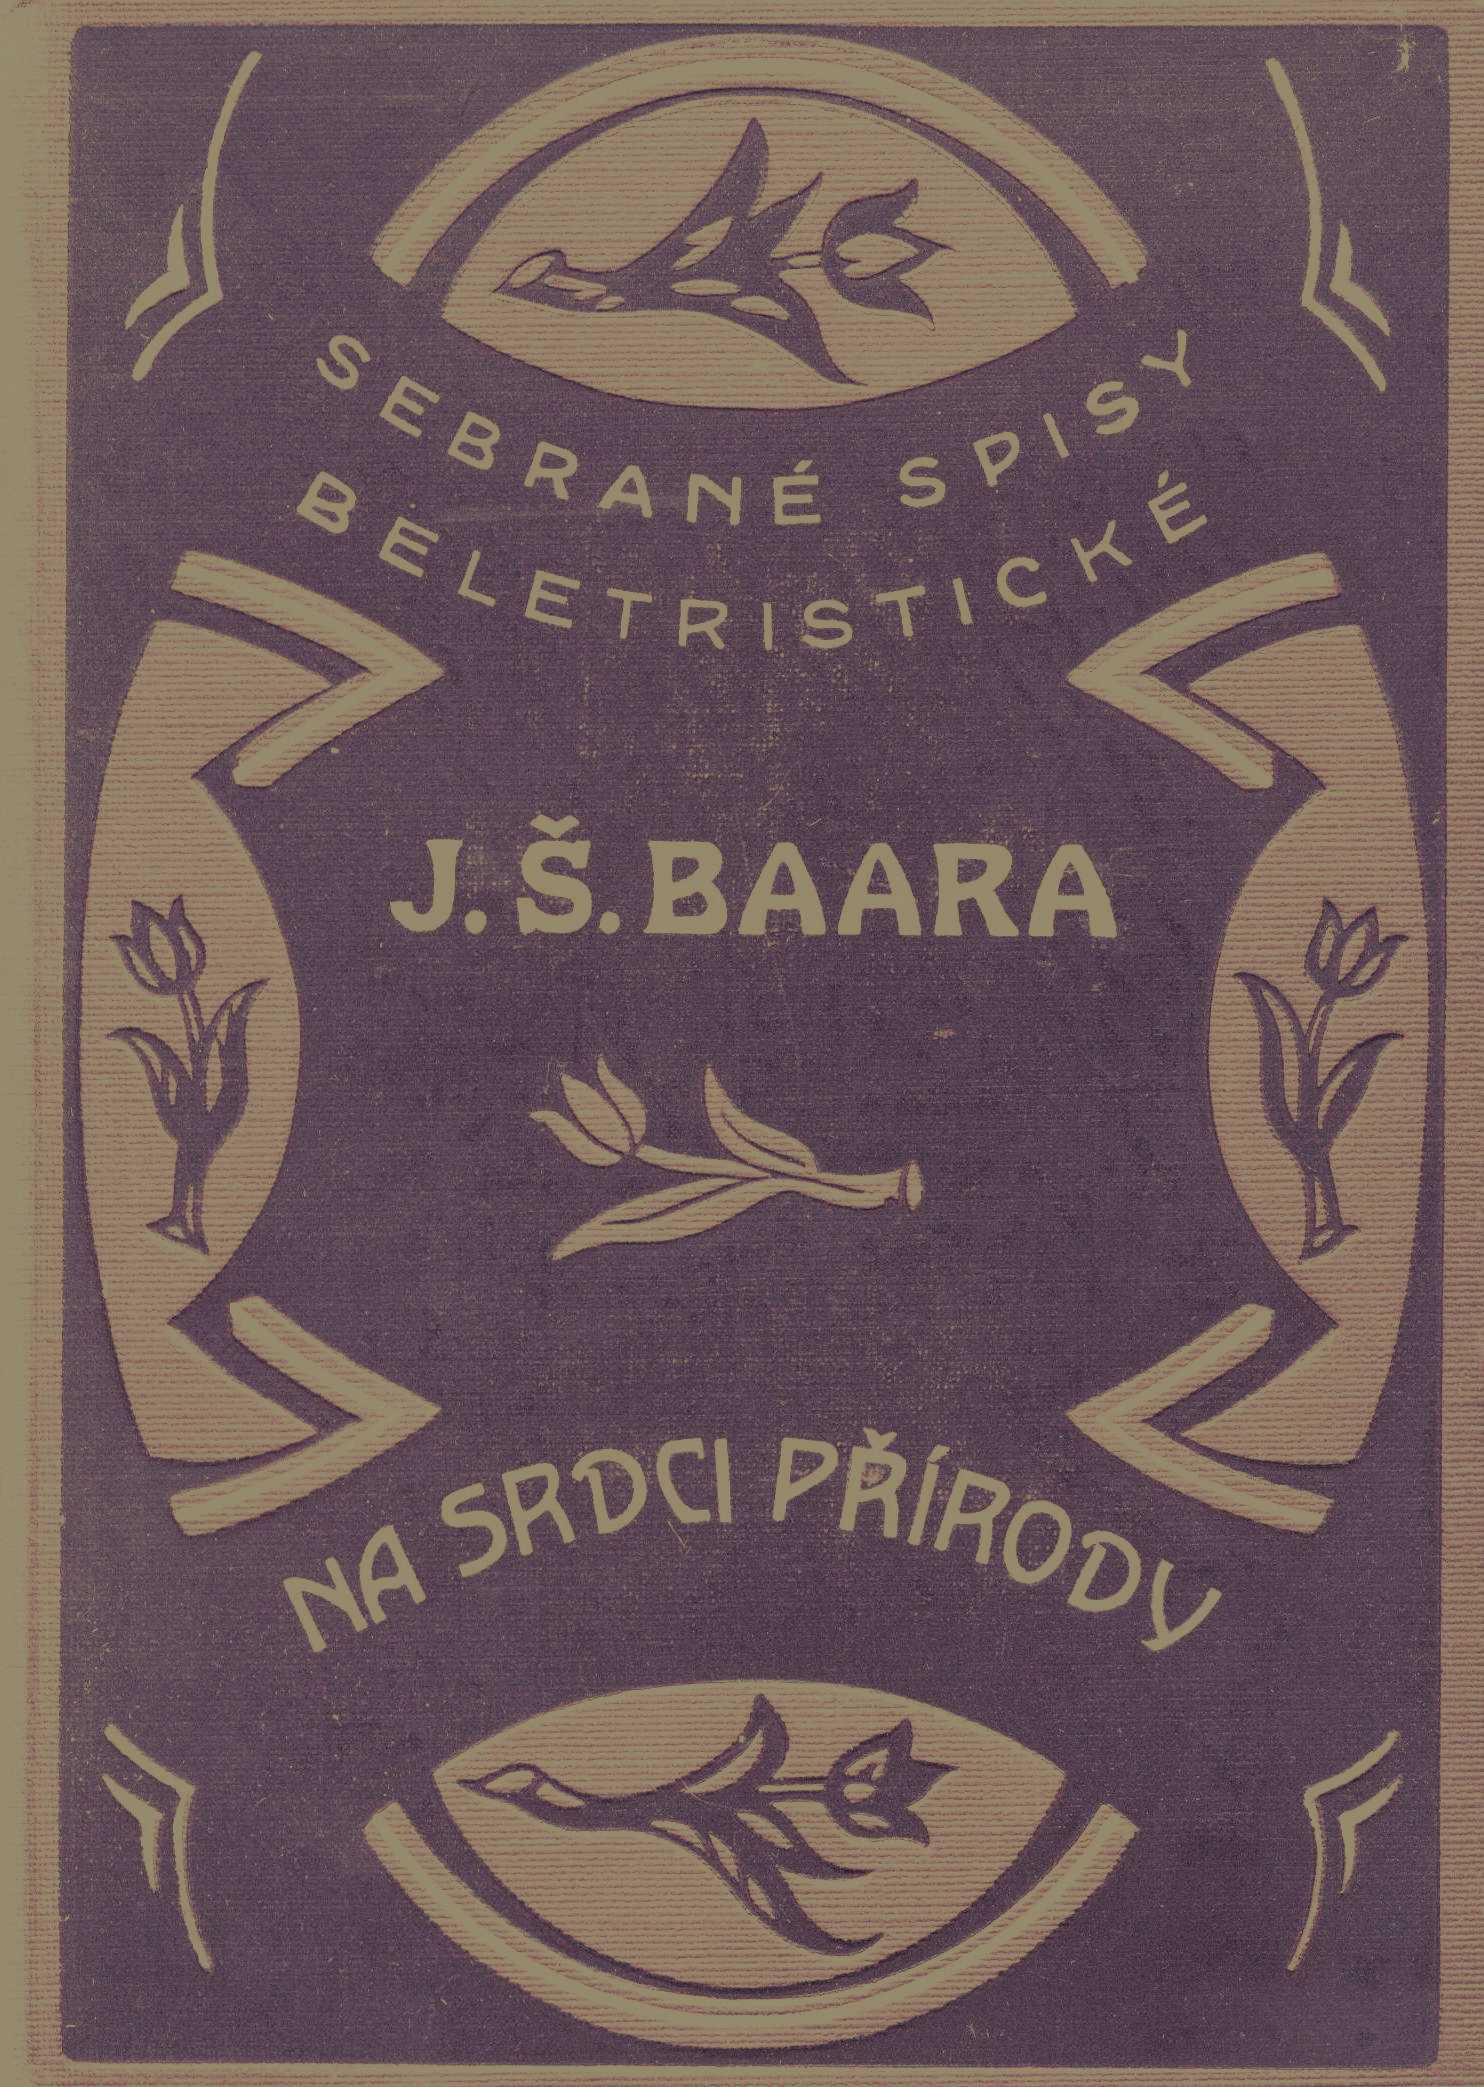 SEBRANÉ SPISY
BELETRISTICKÉ
J. Š. BAARA
NA SRDCI PŘÍRODY